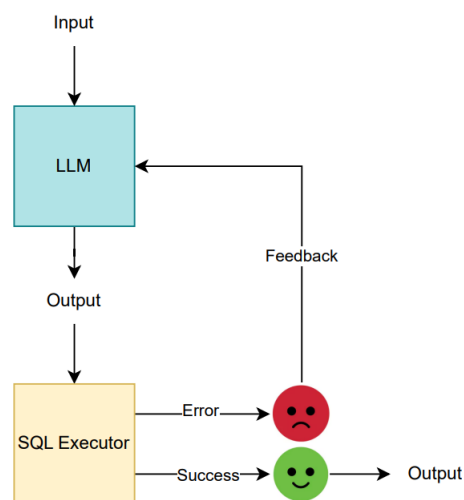 Input
LLM
Feedback
Output
Error
SQL Executor
Success
Output